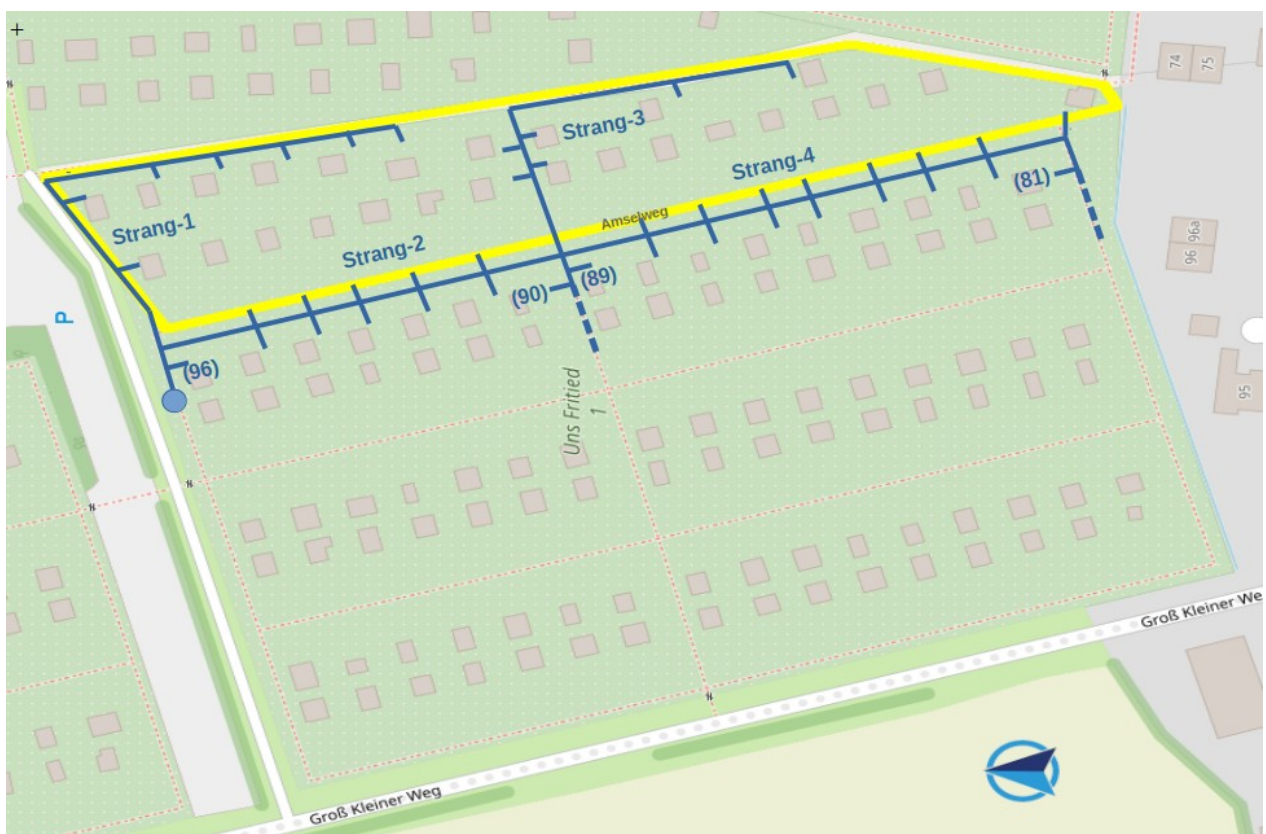 +
74
75
Strang-3
Strang-4
(81)
Strang-1
Amselweg
Strang-2
96a
96
(90)
(89)
P
(96)
Uns Fritied
1
95
Groß Kleiner We
Groß Kleiner Weg